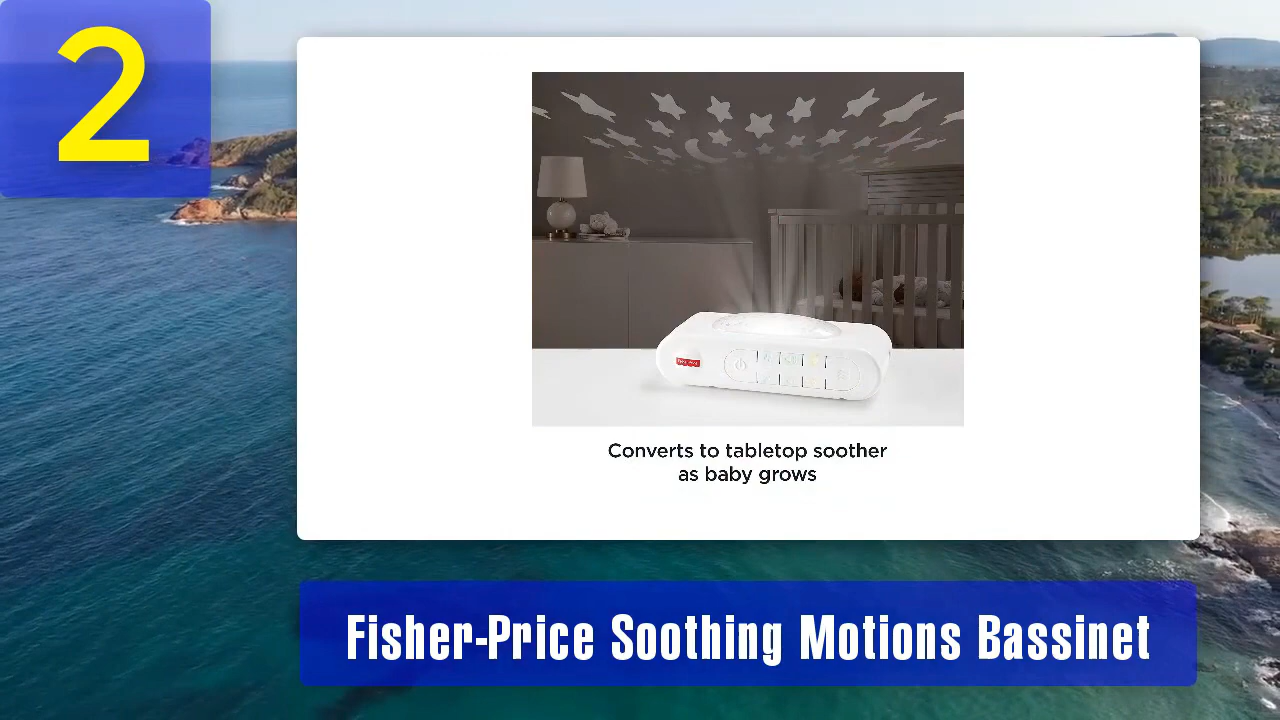 2
Converts to tabletop soother
as baby grows
Fisher-Price Soothing Motions Bassinet